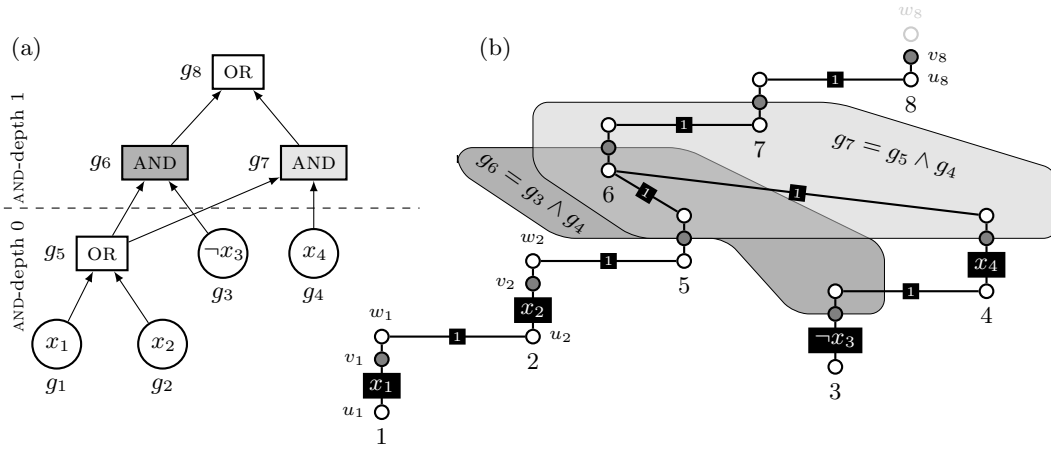 (a)
g₈ OR
AND-depth 1
g₆ AND
g₇ AND
AND-depth 0
g₅ OR
¬x₃
g₃
x₄
g₄
x₁
g₁
x₂
g₂
(b)
w₈
v₈
u₈
8
1
7
1
g₇ = g₅ ∧ g₄
g₆ = g₃ ∧ g₄
6
1
1
w₂
1
5
v₂
x₂
u₂
2
x₄
1
4
¬x₃
3
w₁
1
v₁
x₁
u₁
1